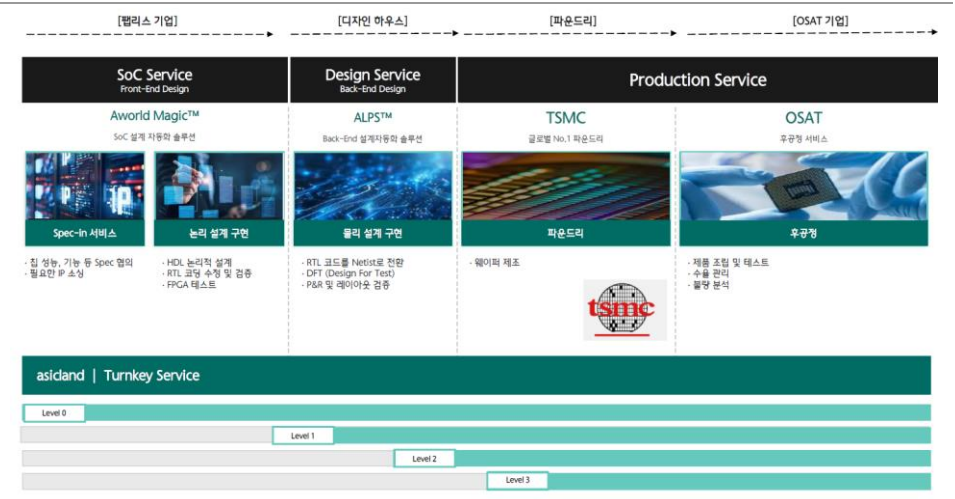 [팹리스 기업]
[디자인 하우스]
[파운드리]
[OSAT 기업]
SoC Service
Front-End Design
Design Service
Back-End Design
Production Service
Aworld Magic™
SoC 설계 자동화 솔루션
ALPS™
Back-End 설계자동화 솔루션
TSMC
글로벌 No.1 파운드리
OSAT
후공정 서비스
IP
IP
Spec-in 서비스
논리 설계 구현
물리 설계 구현
파운드리
후공정
· 칩 성능, 기능 등 Spec 협의
· 필요한 IP 소싱
· HDL 논리적 설계
· RTL 코딩 수정 및 검증
· FPGA 테스트
· RTL 코드를 Netist로 전환
· DFT (Design For Test)
· P&R 및 레이아웃 검증
· 웨이퍼 제조
tsmc
· 제품 조립 및 테스트
· 수율 관리
· 불량 분석
asicland | Turnkey Service
Level 0
Level 1
Level 2
Level 3